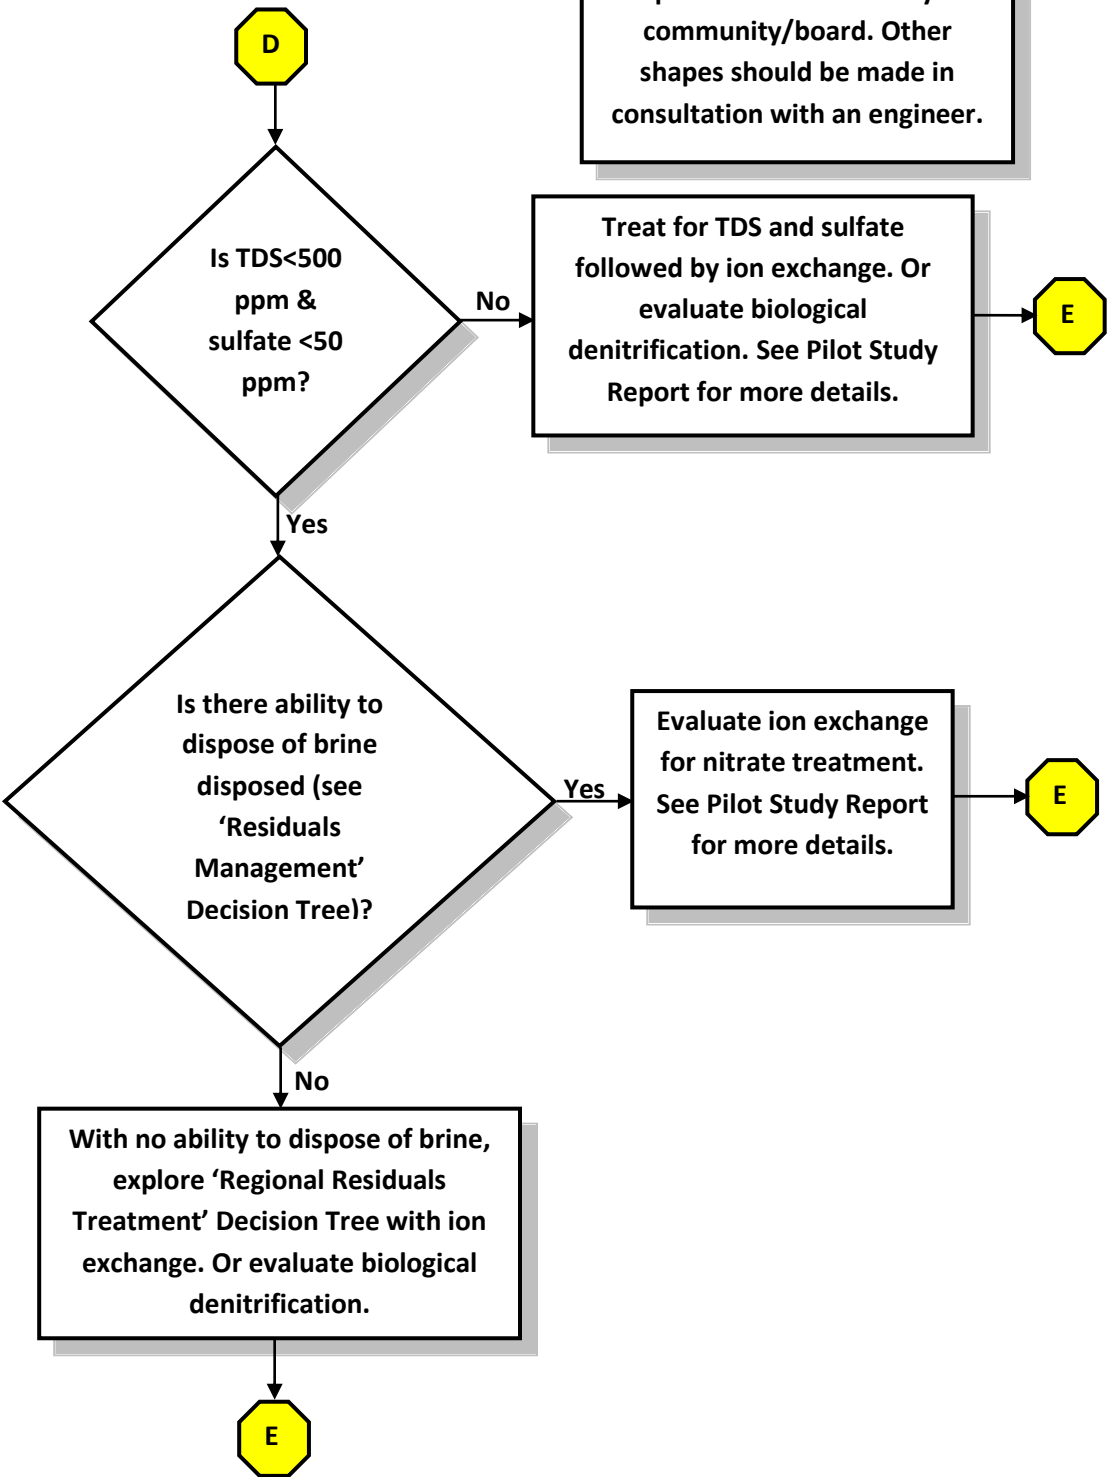 community/board. Other
shapes should be made in
consultation with an engineer.
D
Is TDS<500
ppm &
sulfate <50
ppm?
No
Treat for TDS and sulfate
followed by ion exchange. Or
evaluate biological
denitrification. See Pilot Study
Report for more details.
E
Yes
Is there ability to
dispose of brine
disposed (see
‘Residuals
Management’
Decision Tree)?
Yes
Evaluate ion exchange
for nitrate treatment.
See Pilot Study Report
for more details.
E
No
With no ability to dispose of brine,
explore ‘Regional Residuals
Treatment’ Decision Tree with ion
exchange. Or evaluate biological
denitrification.
E